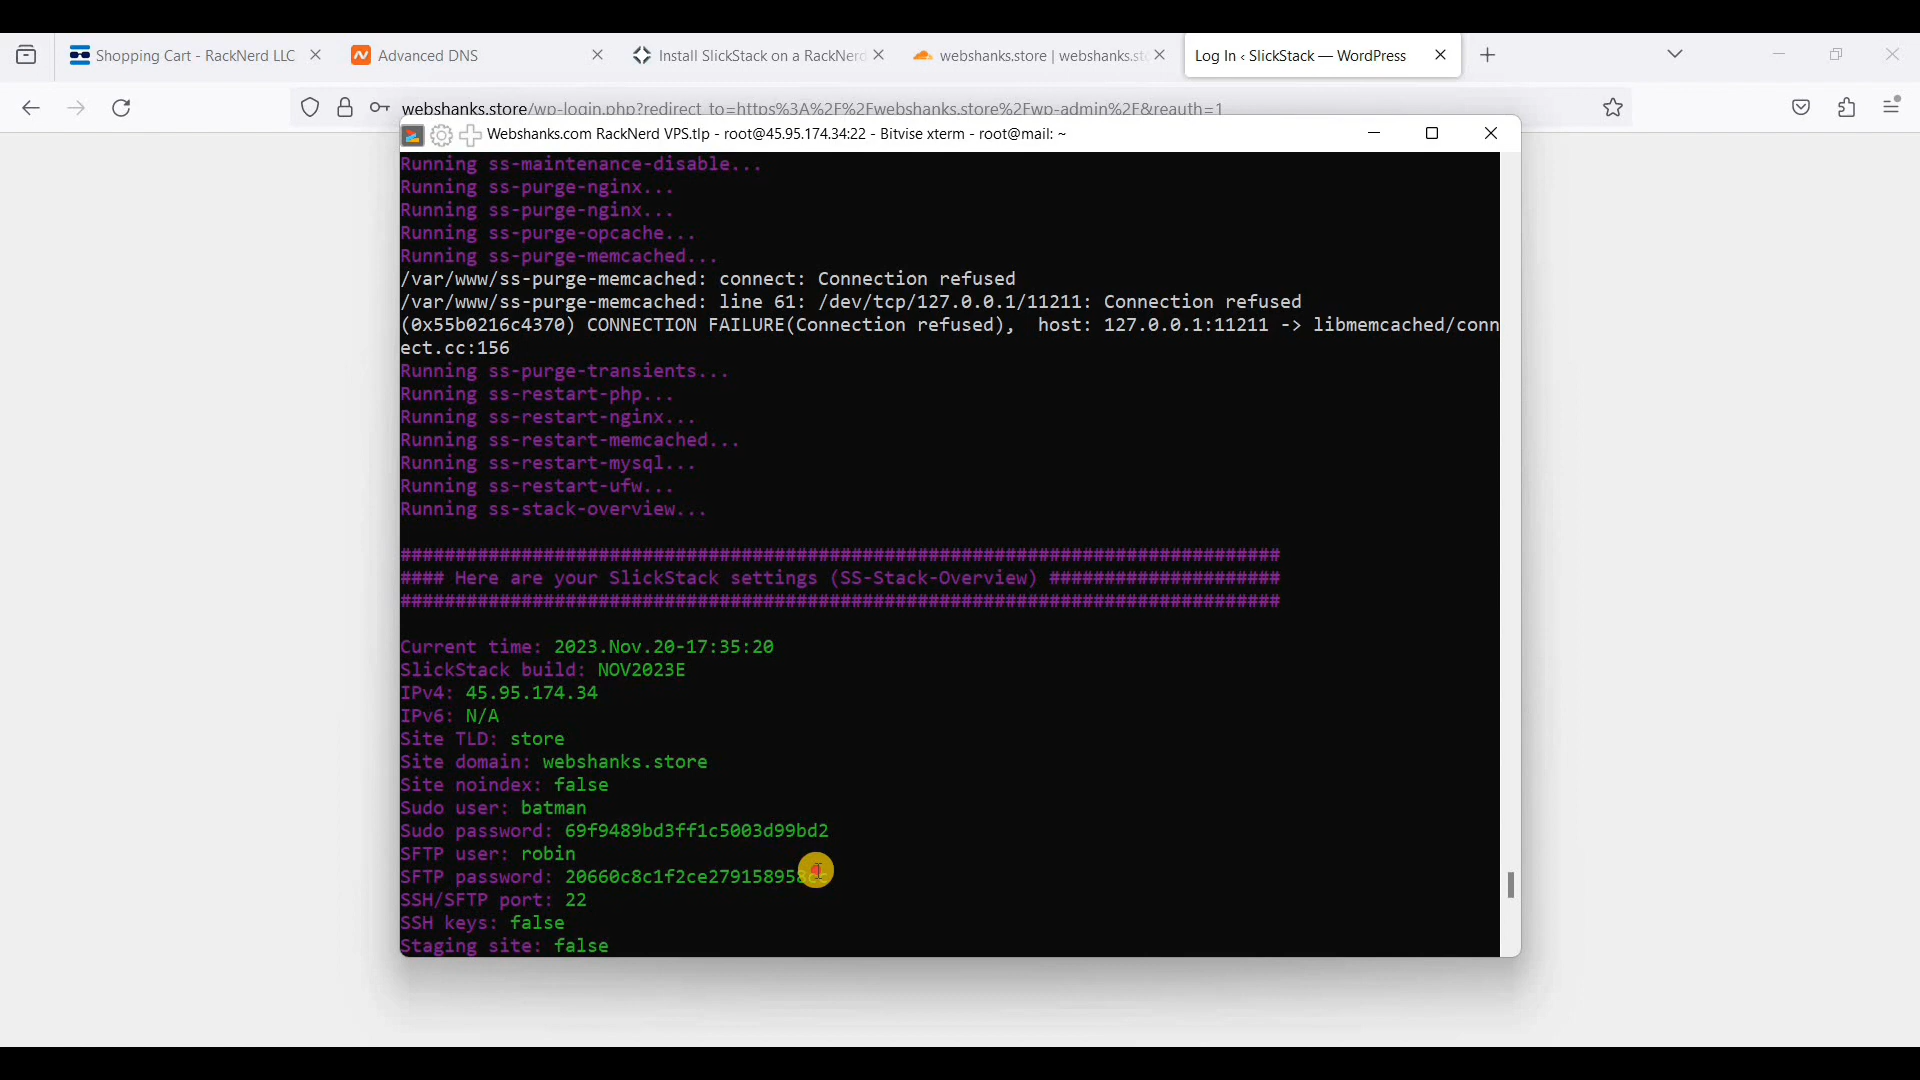 Shopping Cart - RackNerd LLC
Advanced DNS
Install SlickStack on a RackNerd
webshanks.store | webshanks.sto
Log In ‹ SlickStack — WordPress
webshanks.store/wp-login.php?redirect_to=https%3A%2F%2Fwebshanks.store%2Fwp-admin%2F&reauth=1
Webshanks.com RackNerd VPS.tlp - root@45.95.174.34:22 - Bitvise xterm - root@mail: ~
Running ss-maintenance-disable...
Running ss-purge-nginx...
Running ss-purge-nginx...
Running ss-purge-opcache...
Running ss-purge-memcached...
/var/www/ss-purge-memcached: connect: Connection refused
/var/www/ss-purge-memcached: line 61: /dev/tcp/127.0.0.1/11211: Connection refused
(0x55b0216c4370) CONNECTION FAILURE(Connection refused),  host: 127.0.0.1:11211 -> libmemcached/conn
ect.cc:156
Running ss-purge-transients...
Running ss-restart-php...
Running ss-restart-nginx...
Running ss-restart-memcached...
Running ss-restart-mysql...
Running ss-restart-ufw...
Running ss-stack-overview...
################################################################################
#### Here are your SlickStack settings (SS-Stack-Overview) #####################
################################################################################
Current time: 2023.Nov.20-17:35:20
SlickStack build: NOV2023E
IPv4: 45.95.174.34
IPv6: N/A
Site TLD: store
Site domain: webshanks.store
Site noindex: false
Sudo user: batman
Sudo password: 69f9489bd3ff1c5003d99bd2
SFTP user: robin
SFTP password:
SSH/SFTP port: 22
SSH keys: false
Staging site: false